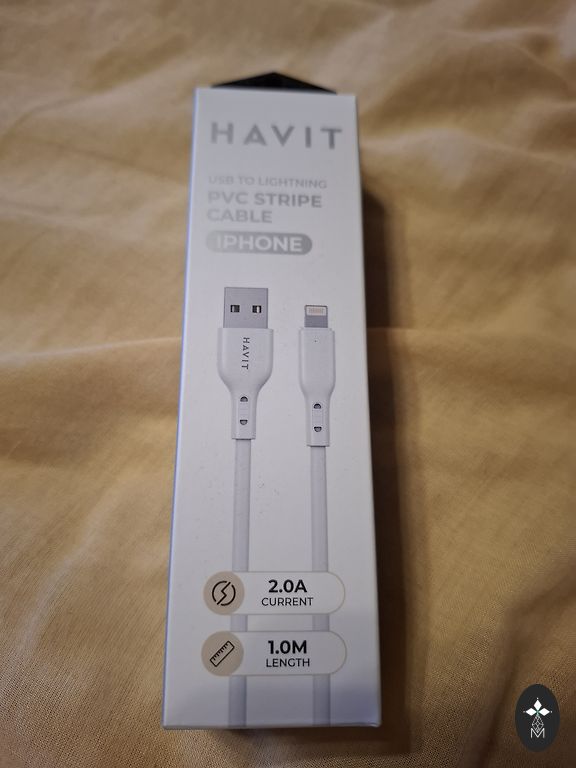 HAVIT
USB TO LIGHTNING
PVC STRIPE
CABLE
IPHONE
HAVIT
2.0A
CURRENT
1.0M
LENGTH
M